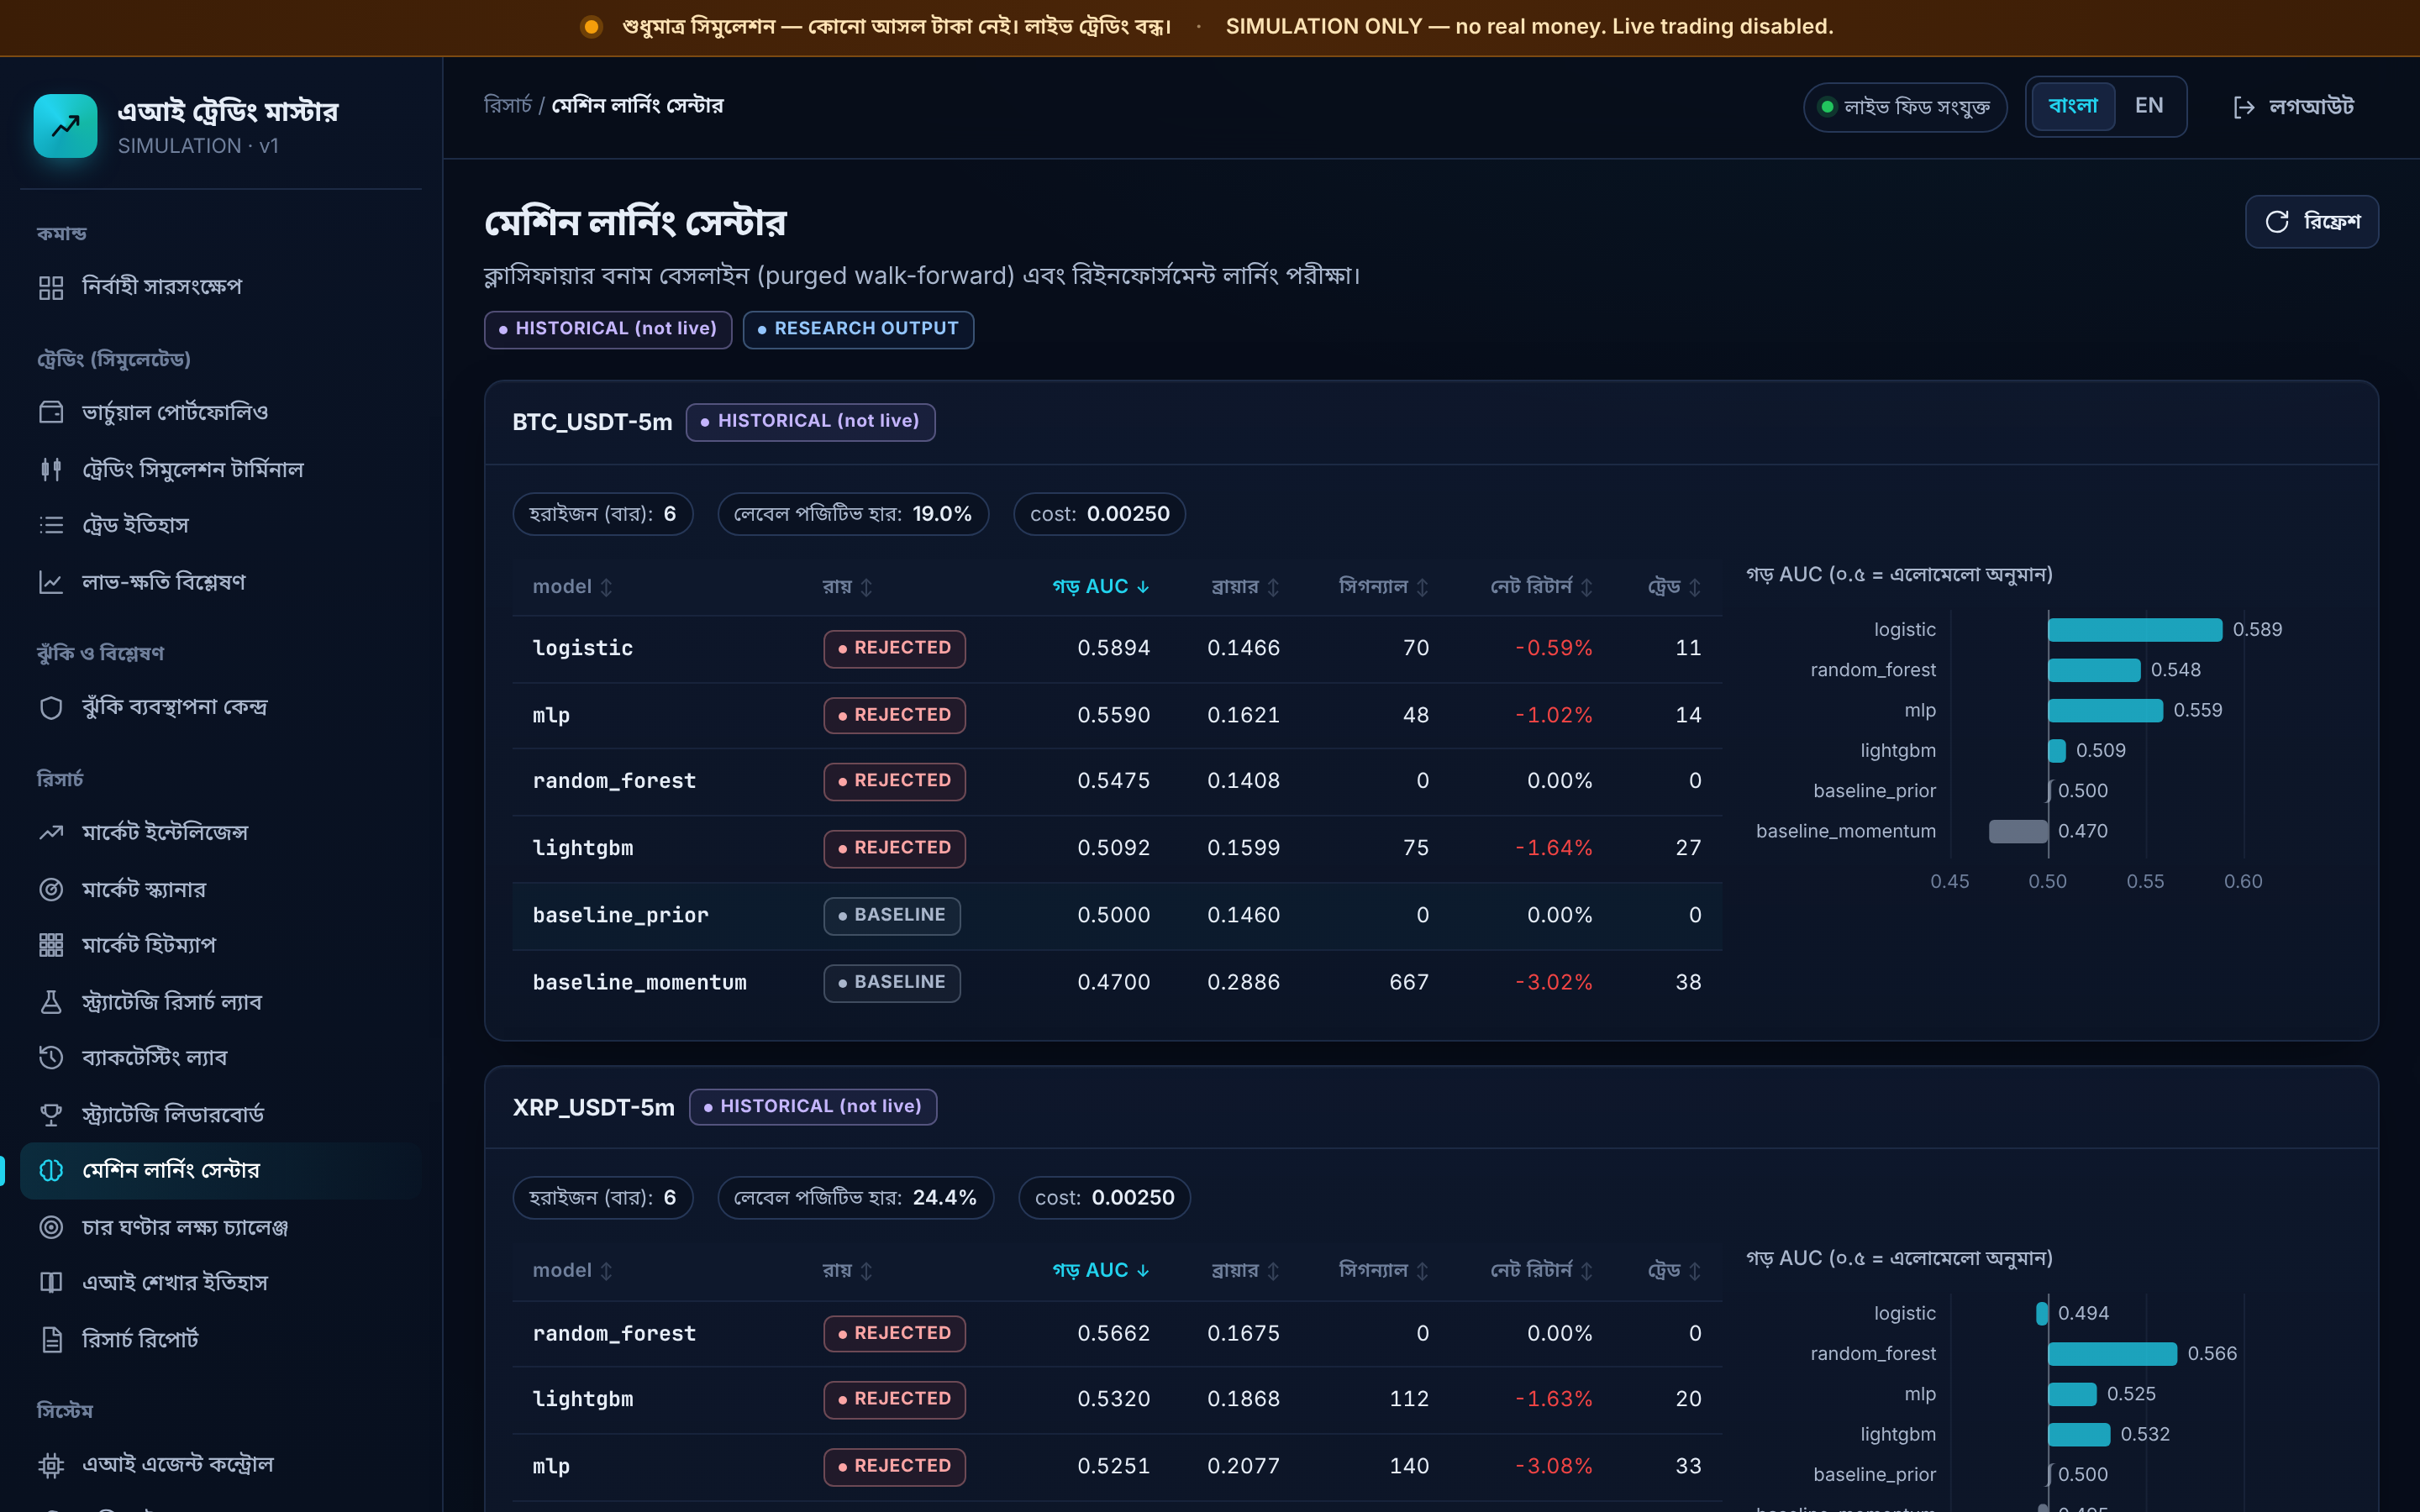 শুধুমাত্র সিমুলেশন — কোনো আসল টাকা নেই। লাইভ ট্রেডিং বন্ধ। · SIMULATION ONLY — no real money. Live trading disabled.
এআই ট্রেডিং মাস্টার
SIMULATION · v1
কমান্ড
নির্বাহী সারসংক্ষেপ
ট্রেডিং (সিমুলেটেড)
ভার্চুয়াল পোর্টফোলিও
ট্রেডিং সিমুলেশন টার্মিনাল
ট্রেড ইতিহাস
লাভ-ক্ষতি বিশ্লেষণ
ঝুঁকি ও বিশ্লেষণ
ঝুঁকি ব্যবস্থাপনা কেন্দ্র
রিসার্চ
মার্কেট ইন্টেলিজেন্স
মার্কেট স্ক্যানার
মার্কেট হিটম্যাপ
স্ট্র্যাটেজি রিসার্চ ল্যাব
ব্যাকটেস্টিং ল্যাব
স্ট্র্যাটেজি লিডারবোর্ড
মেশিন লার্নিং সেন্টার
চার ঘণ্টার লক্ষ্য চ্যালেঞ্জ
এআই শেখার ইতিহাস
রিসার্চ রিপোর্ট
সিস্টেম
এআই এজেন্ট কন্ট্রোল
রিসার্চ / মেশিন লার্নিং সেন্টার
লাইভ ফিড সংযুক্ত
বাংলা EN
লগআউট
মেশিন লার্নিং সেন্টার
রিফ্রেশ
ক্লাসিফায়ার বনাম বেসলাইন (purged walk-forward) এবং রিইনফোর্সমেন্ট লার্নিং পরীক্ষা।
HISTORICAL (not live) RESEARCH OUTPUT
BTC_USDT-5m HISTORICAL (not live)
হরাইজন (বার): 6 লেবেল পজিটিভ হার: 19.0% cost: 0.00250
model রায় গড় AUC ↓ ব্রায়ার সিগন্যাল নেট রিটার্ন ট্রেড
logistic REJECTED 0.5894 0.1466 70 -0.59% 11
mlp REJECTED 0.5590 0.1621 48 -1.02% 14
random_forest REJECTED 0.5475 0.1408 0 0.00% 0
lightgbm REJECTED 0.5092 0.1599 75 -1.64% 27
baseline_prior BASELINE 0.5000 0.1460 0 0.00% 0
baseline_momentum BASELINE 0.4700 0.2886 667 -3.02% 38
গড় AUC (০.৫ = এলোমেলো অনুমান)
logistic 0.589
random_forest 0.548
mlp 0.559
lightgbm 0.509
baseline_prior 0.500
baseline_momentum 0.470
0.45 0.50 0.55 0.60
XRP_USDT-5m HISTORICAL (not live)
হরাইজন (বার): 6 লেবেল পজিটিভ হার: 24.4% cost: 0.00250
model রায় গড় AUC ↓ ব্রায়ার সিগন্যাল নেট রিটার্ন ট্রেড
random_forest REJECTED 0.5662 0.1675 0 0.00% 0
lightgbm REJECTED 0.5320 0.1868 112 -1.63% 20
mlp REJECTED 0.5251 0.2077 140 -3.08% 33
গড় AUC (০.৫ = এলোমেলো অনুমান)
logistic 0.494
random_forest 0.566
mlp 0.525
lightgbm 0.532
baseline_prior 0.500